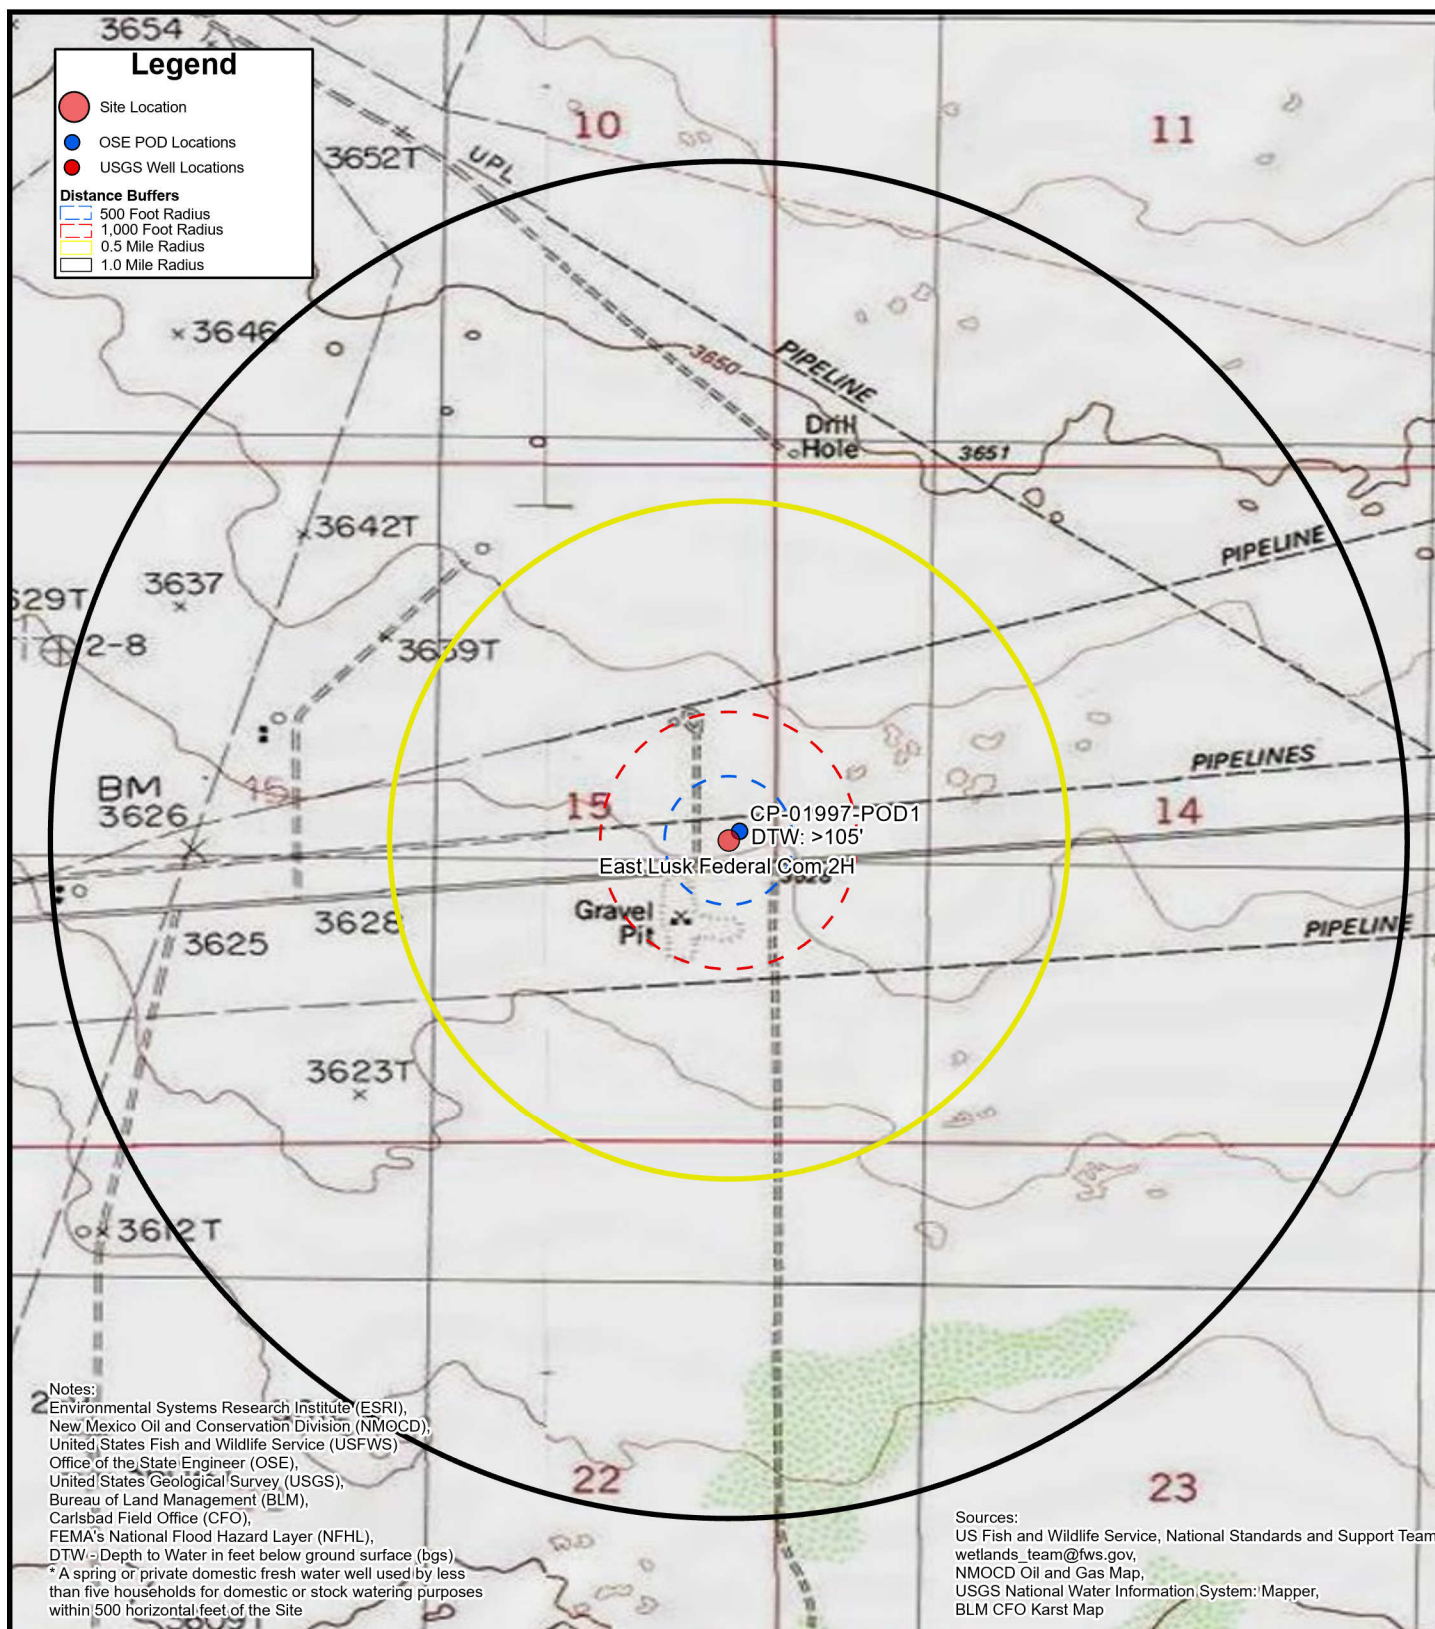 3654
Legend
Site Location
OSE POD Locations
USGS Well Locations
Distance Buffers
500 Foot Radius
1,000 Foot Radius
0.5 Mile Radius
1.0 Mile Radius
10
11
3652T
UPL
3646
3650
PIPELINE
Drill
Hole
3651
3642T
PIPELINE
3637
629T
2-8
3639T
PIPELINES
BM
3626
15
14
CP-01997-POD1
DTW: >105'
East Lusk Federal Com 2H
3628
Gravel
Pit
3628
3625
PIPELINE
3623T
3612T
22
23
Notes:
Environmental Systems Research Institute (ESRI),
New Mexico Oil and Conservation Division (NMOCD),
United States Fish and Wildlife Service (USFWS)
Office of the State Engineer (OSE),
United States Geological Survey (USGS),
Bureau of Land Management (BLM),
Carlsbad Field Office (CFO),
FEMA's National Flood Hazard Layer (NFHL),
DTW - Depth to Water in feet below ground surface (bgs)
* A spring or private domestic fresh water well used by less
than five households for domestic or stock watering purposes
within 500 horizontal feet of the Site
Sources:
US Fish and Wildlife Service, National Standards and Support Team
wetlands_team@fws.gov,
NMOCD Oil and Gas Map,
USGS National Water Information System: Mapper,
BLM CFO Karst Map